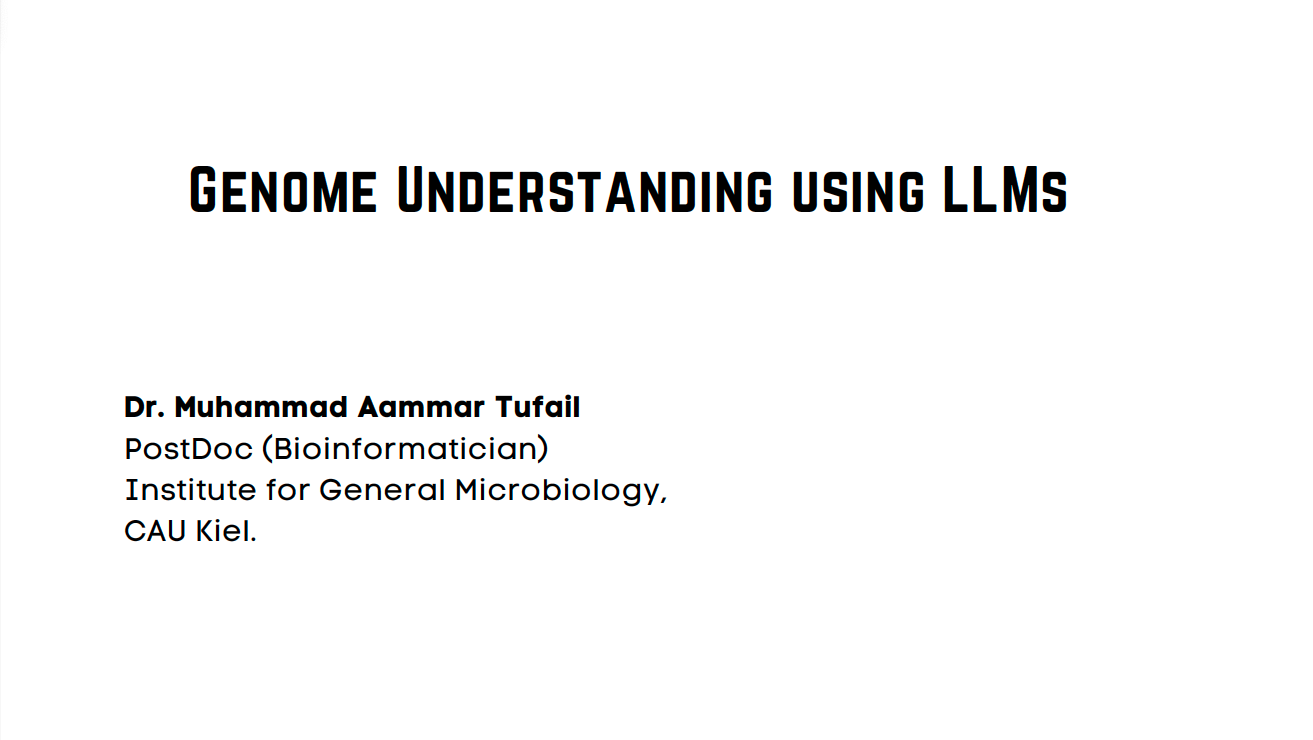 Genome Understanding using LLMs
Dr. Muhammad Aammar Tufail
PostDoc (Bioinformatician)
Institute for General Microbiology,
CAU Kiel.